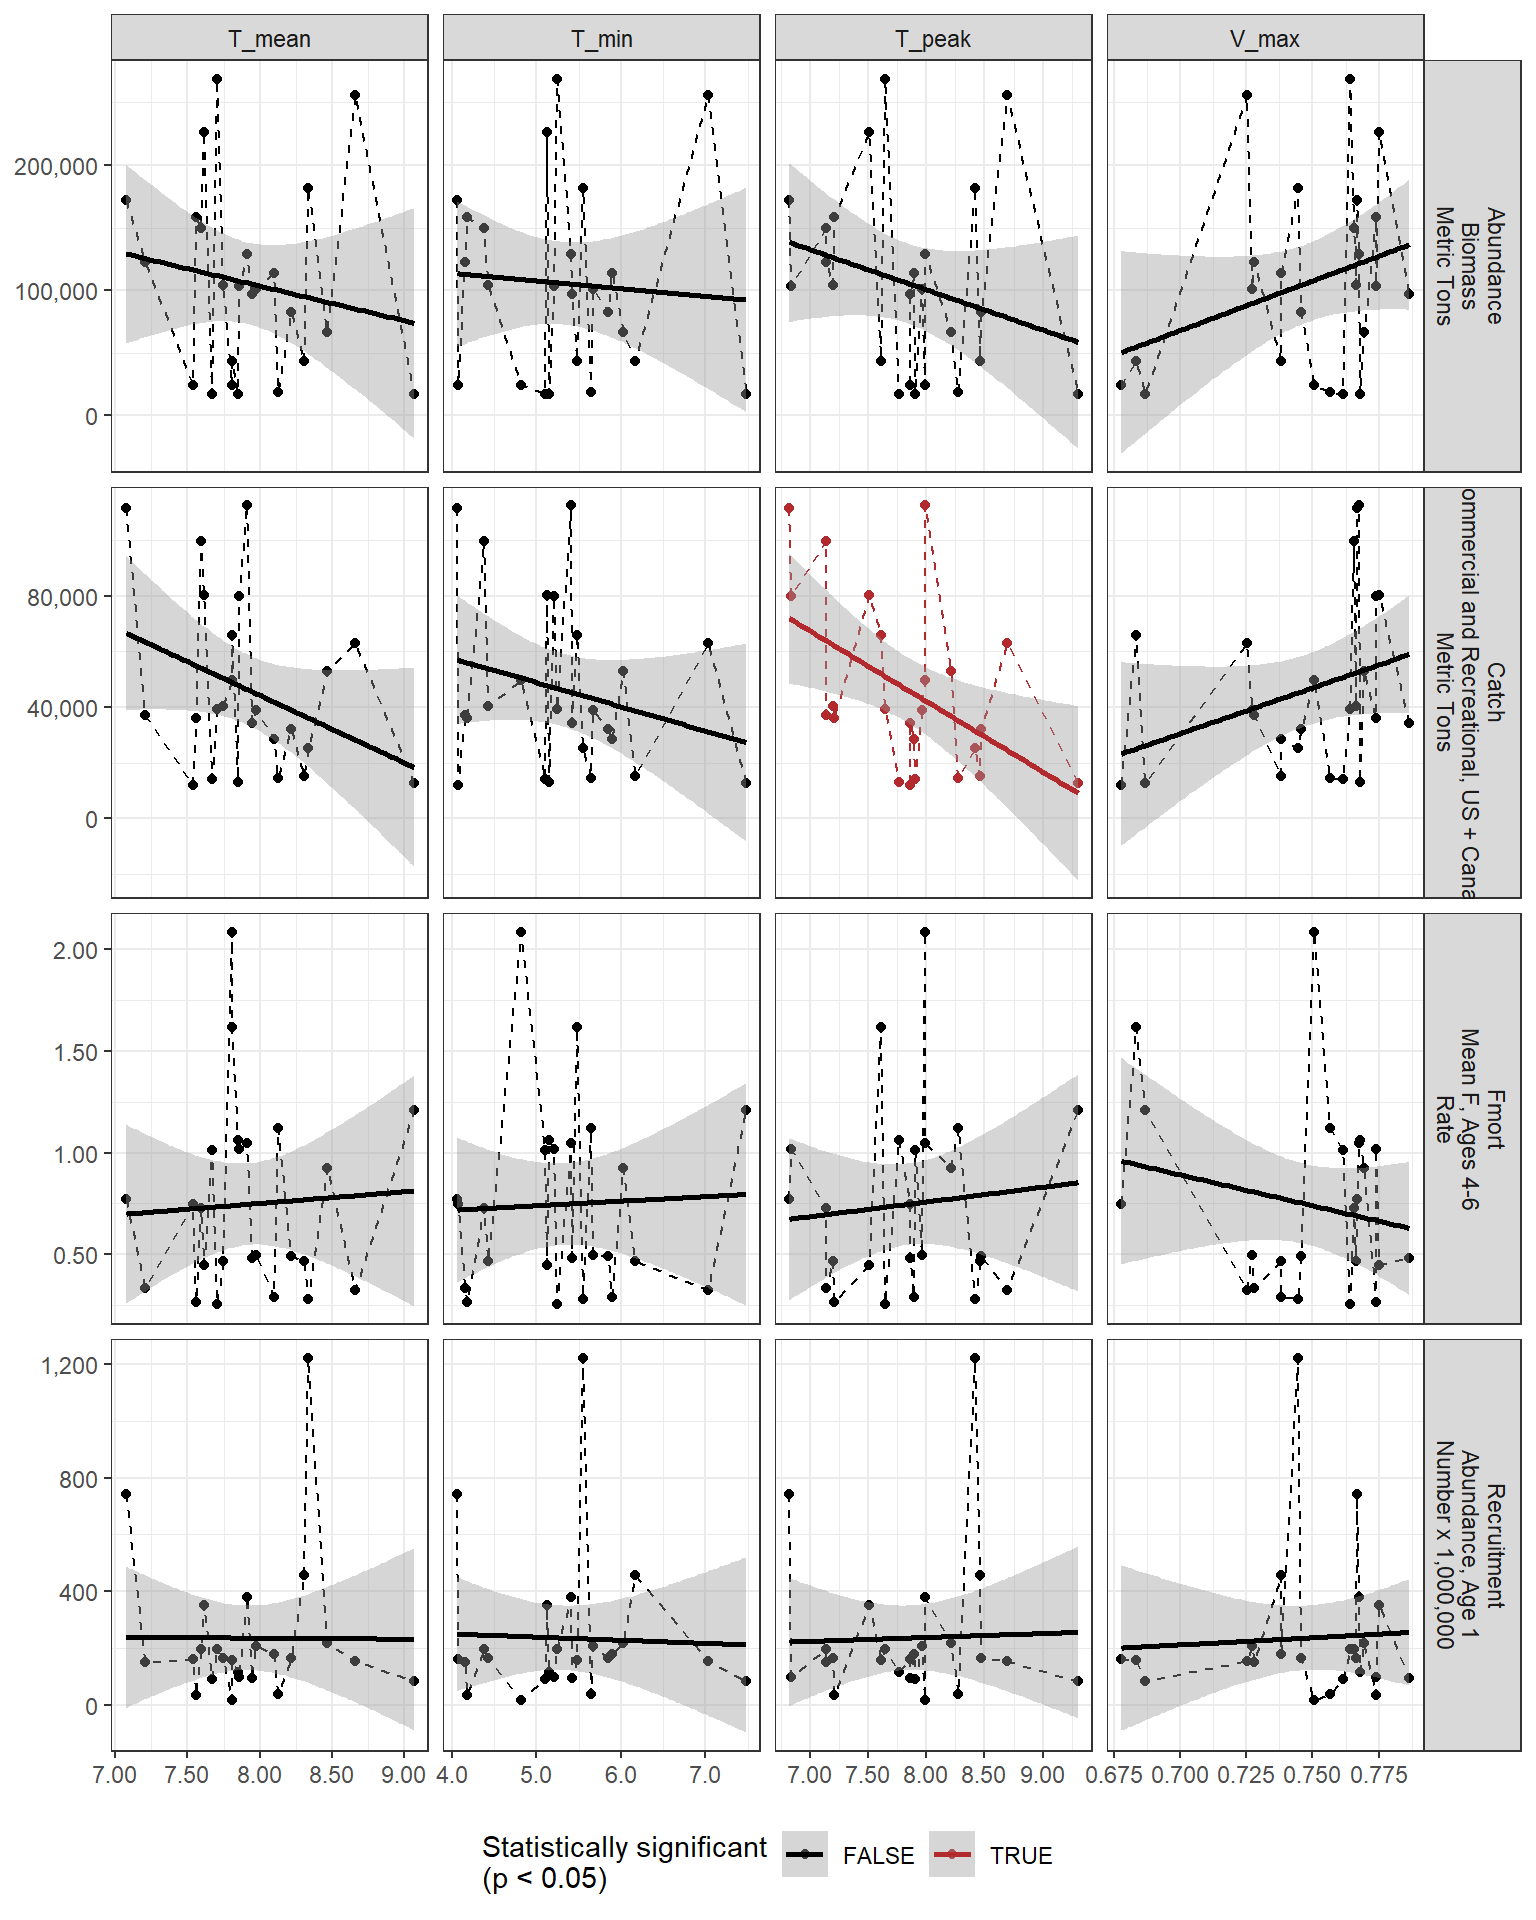 T_mean
T_min
T_peak
V_max
200,000
100,000
0
Abundance
Biomass
Metric Tons
80,000
40,000
0
Catch
ommercial and Recreational, US + Cana
Metric Tons
2.00
1.50
1.00
0.50
Fmort
Mean F, Ages 4-6
Rate
1,200
800
400
0
Recruitment
Abundance, Age 1
Number x 1,000,000
7.00 7.50 8.00 8.50 9.00
4.0 5.0 6.0 7.0
7.00 7.50 8.00 8.50 9.00
0.675 0.700 0.725 0.750 0.775
Statistically significant
(p < 0.05)
FALSE
TRUE